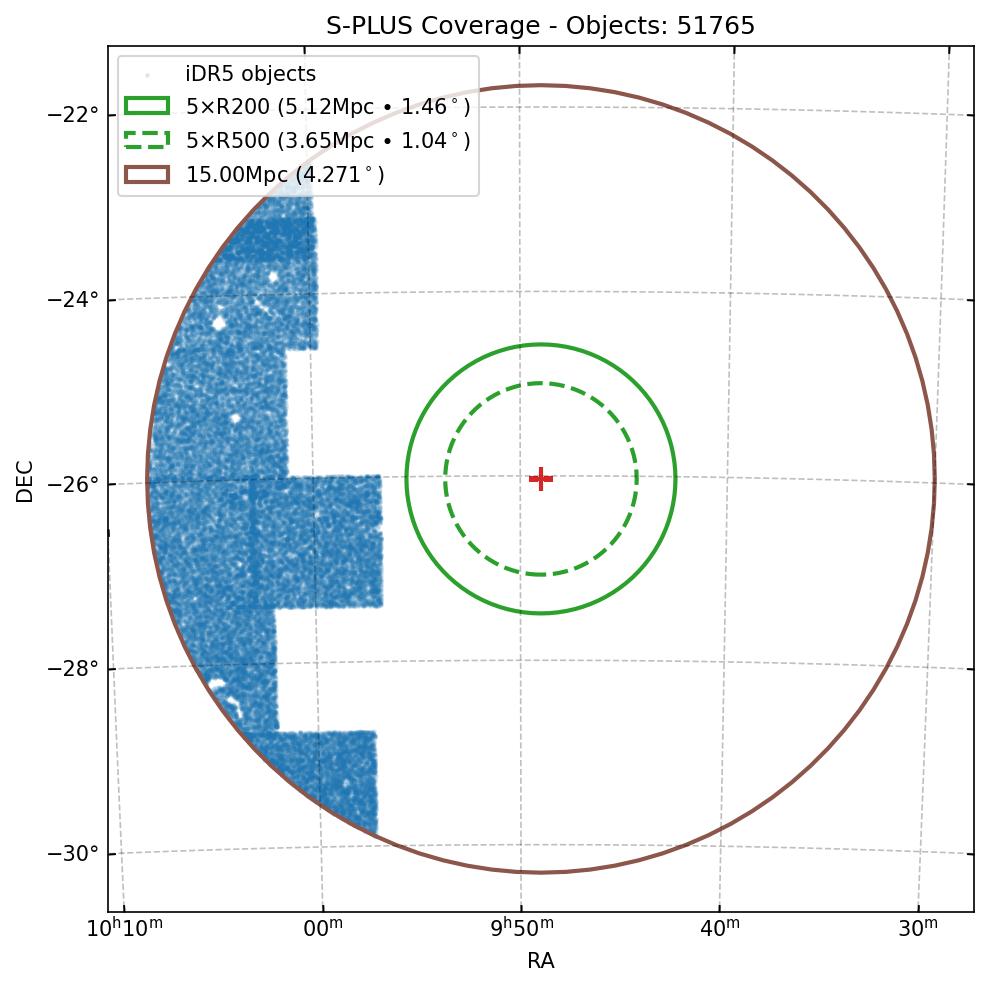 S-PLUS Coverage - Objects: 51765
iDR5 objects
5×R200 (5.12Mpc • 1.46°)
5×R500 (3.65Mpc • 1.04°)
15.00Mpc (4.271°)
−22°
−24°
−26°
−28°
−30°
DEC
10h10m 00m 9h50m 40m 30m
RA